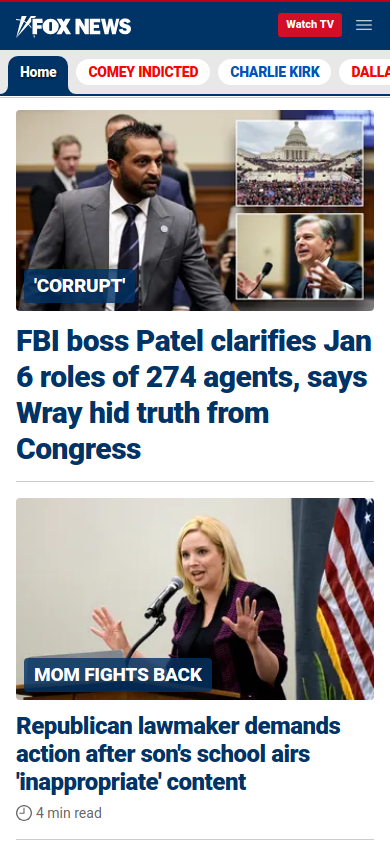 FOX NEWS
Watch TV
Home
COMEY INDICTED
CHARLIE KIRK
DALLA
'CORRUPT'
FBI boss Patel clarifies Jan
6 roles of 274 agents, says
Wray hid truth from
Congress
MOM FIGHTS BACK
Republican lawmaker demands
action after son's school airs
'inappropriate' content
4 min read